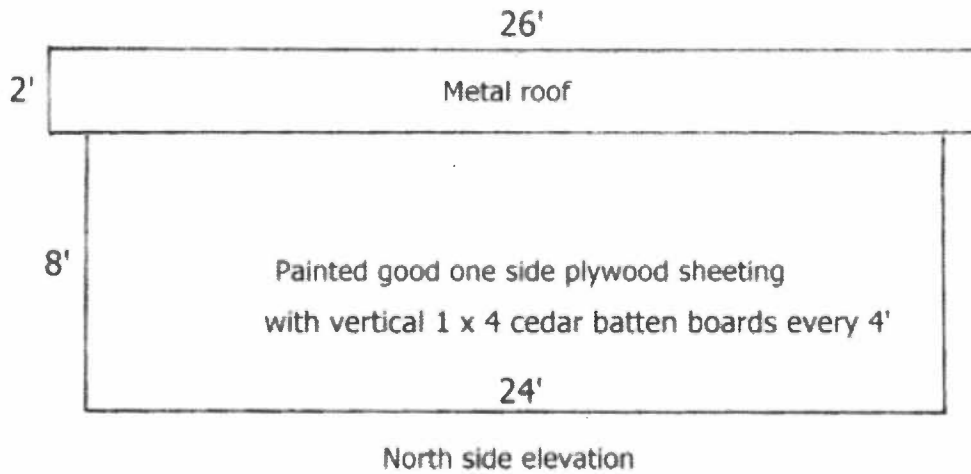 26'
2'
Metal roof
8'
Painted good one side plywood sheeting
with vertical 1 x 4 cedar batten boards every 4'
24'
North side elevation